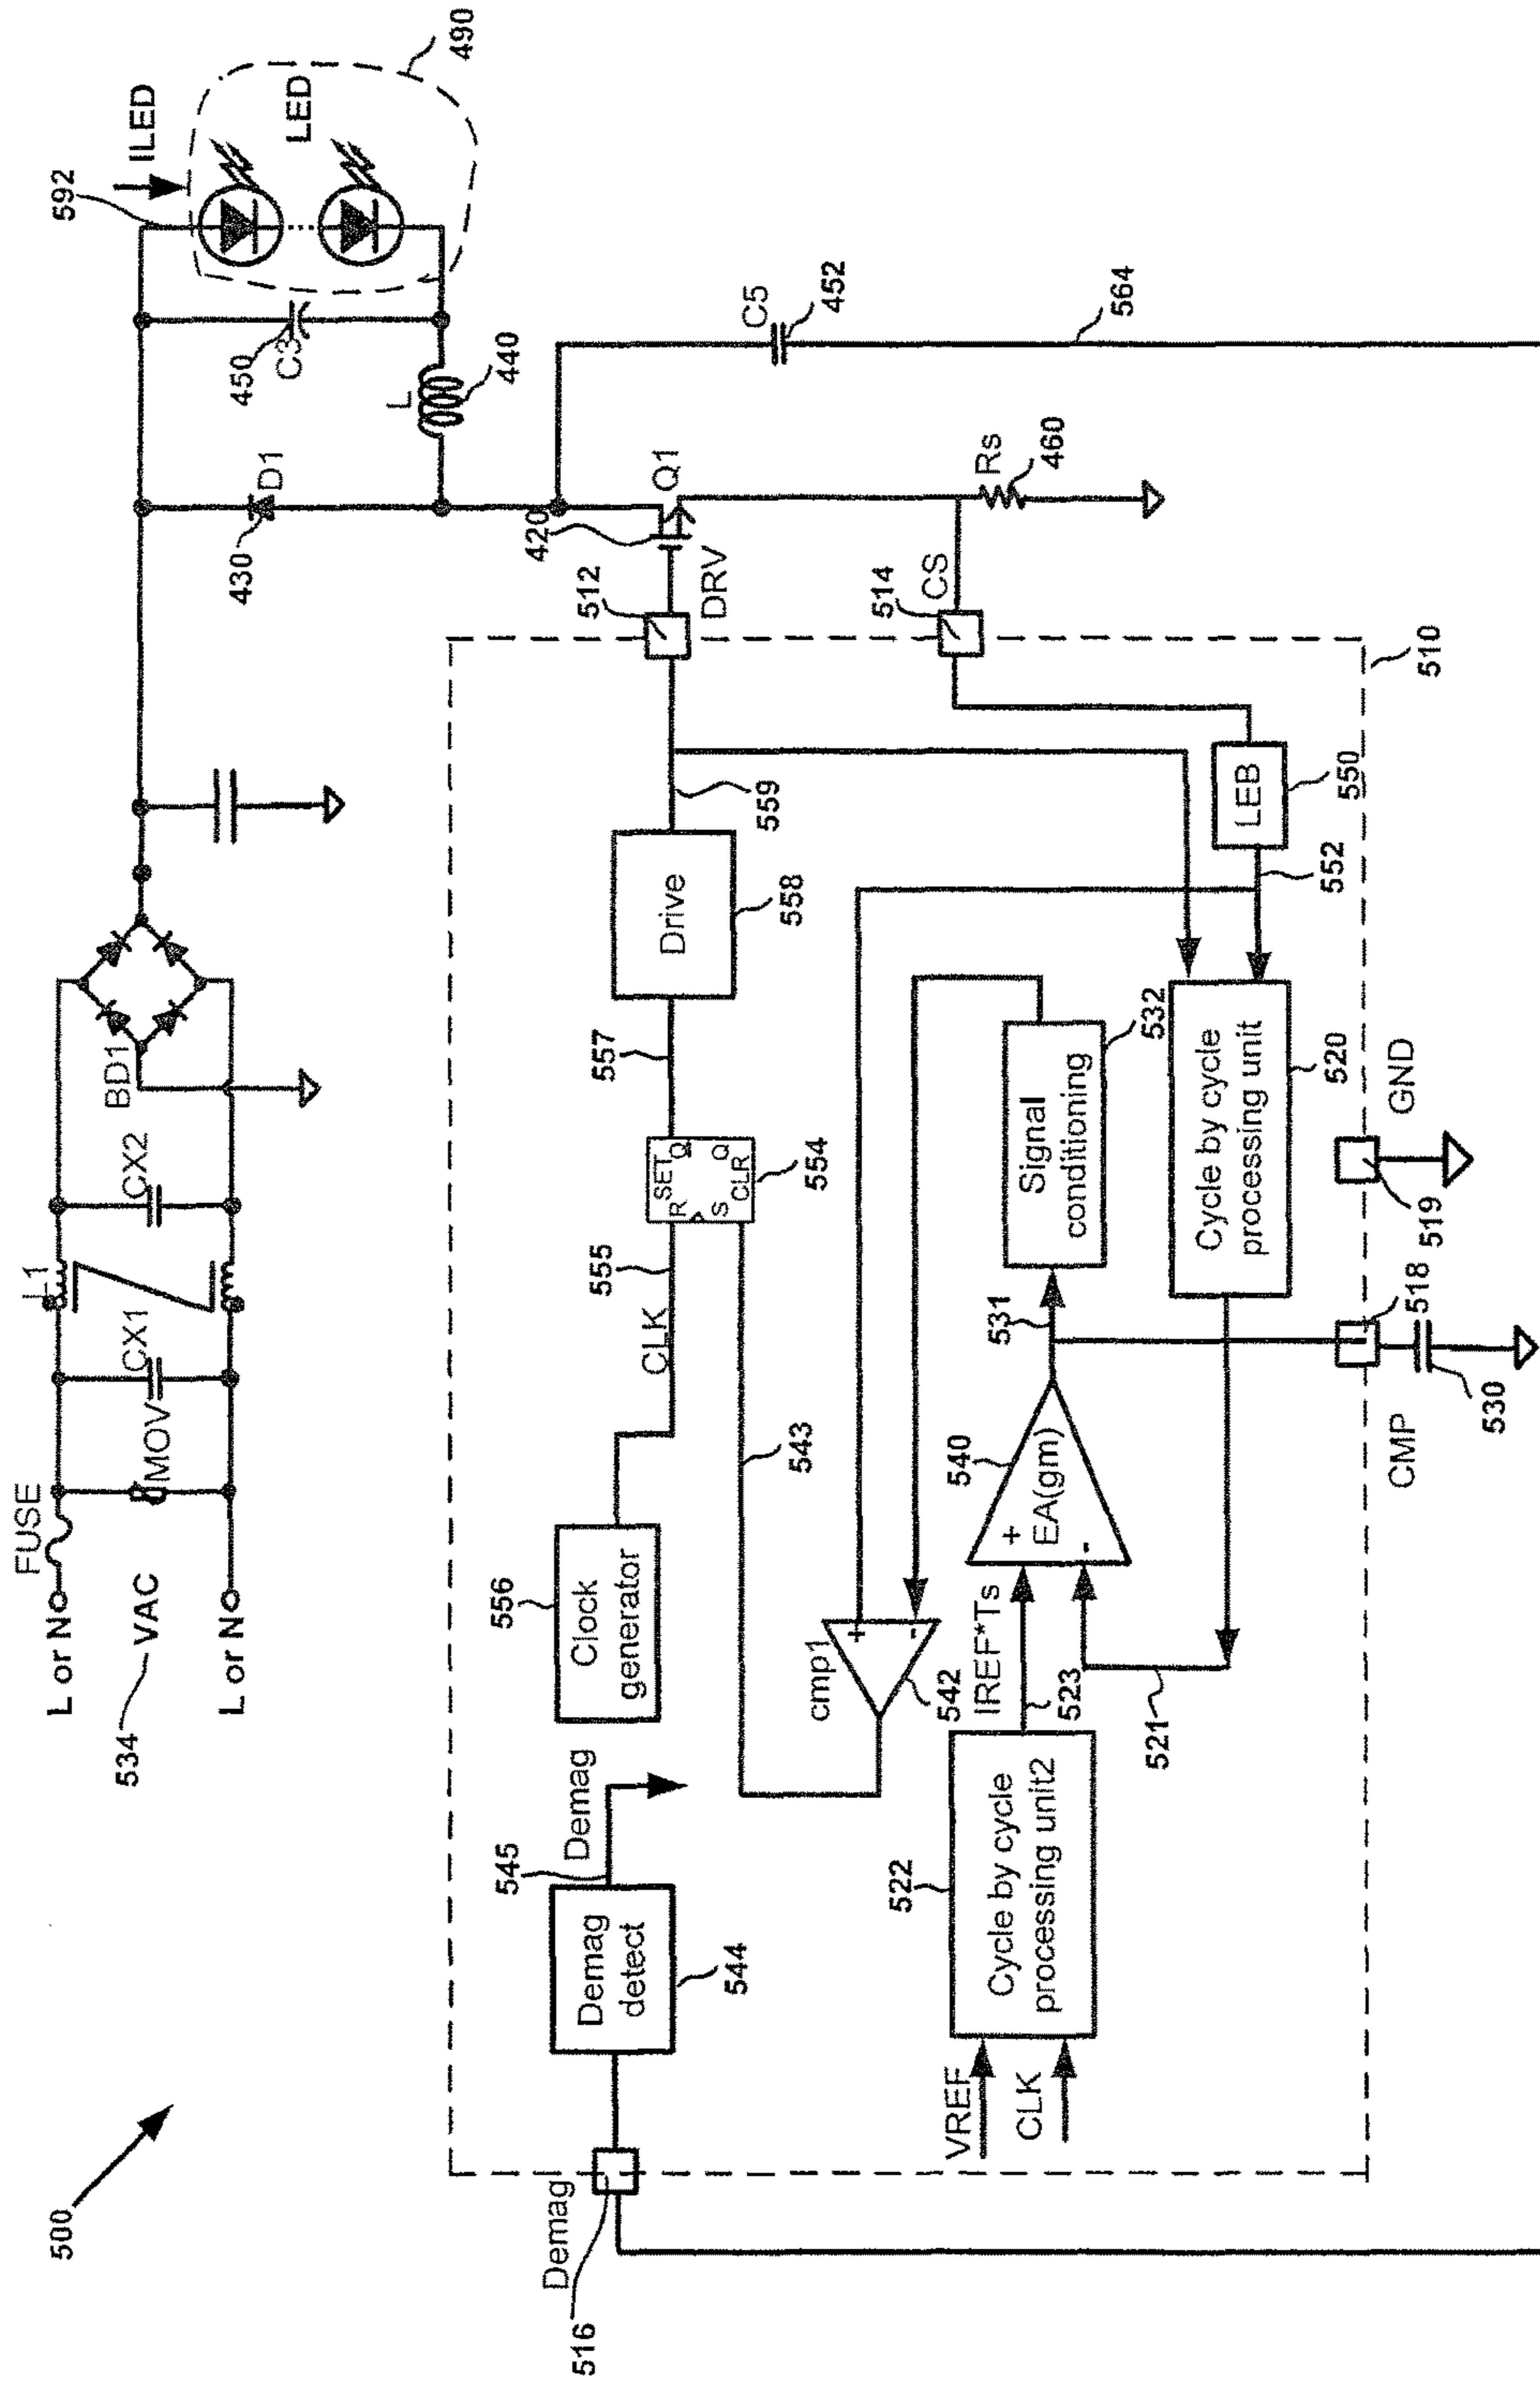 500
534
L or N
VAC
L or N
FUSE
MOV
CX1
L1
CX2
BD1
592
ILED
LED
490
450
C3
430
D1
L
440
C5
452
564
420
Q1
Rs
460
512
DRV
514
CS
510
516
Demag
Demag
detect
544
545
Demag
556
Clock
generator
CLK
555
R
SET
Q
S
CLR
Q
554
557
Drive
558
559
543
cmp1
+
-
542
VREF
CLK
522
Cycle by cycle
processing unit2
IREF*Ts
523
521
540
+
EA(gm)
-
531
Signal
conditioning
532
Cycle by cycle
processing unit
520
552
LEB
550
CMP
518
530
GND
519